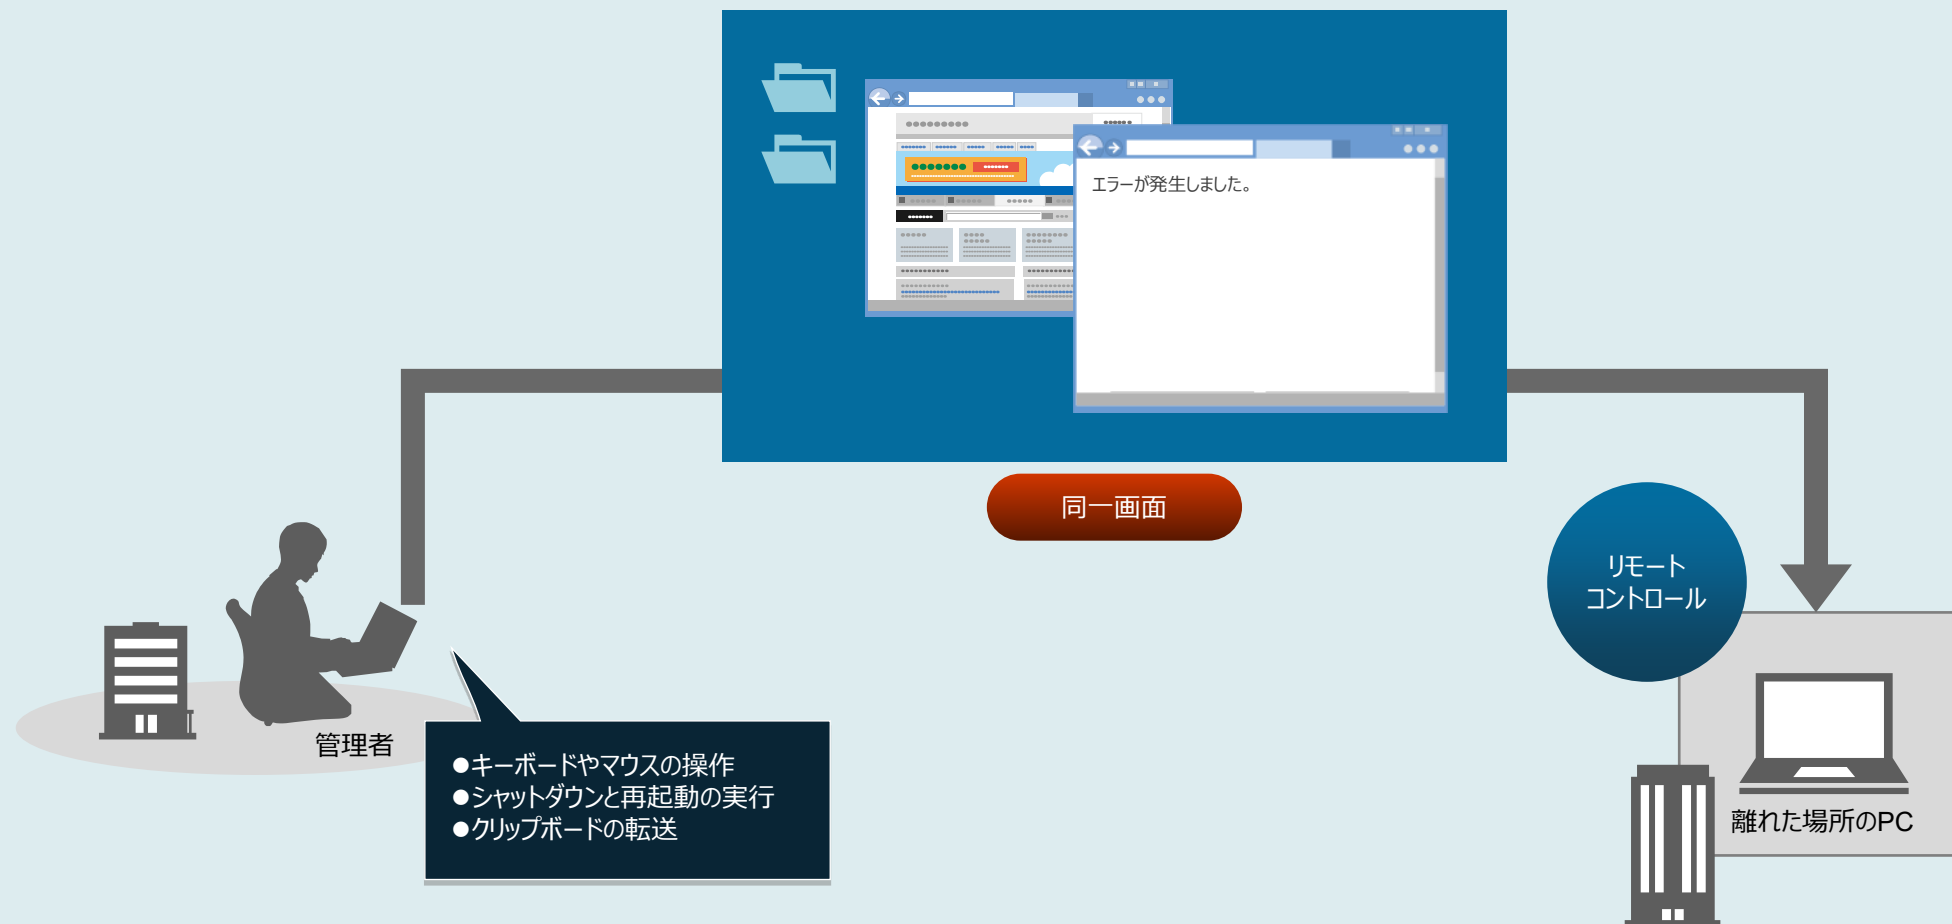 エラーが発生しました。
同一画面
リモート
コントロール
管理者
●キーボードやマウスの操作
●シャットダウンと再起動の実行
●クリップボードの転送
離れた場所のPC